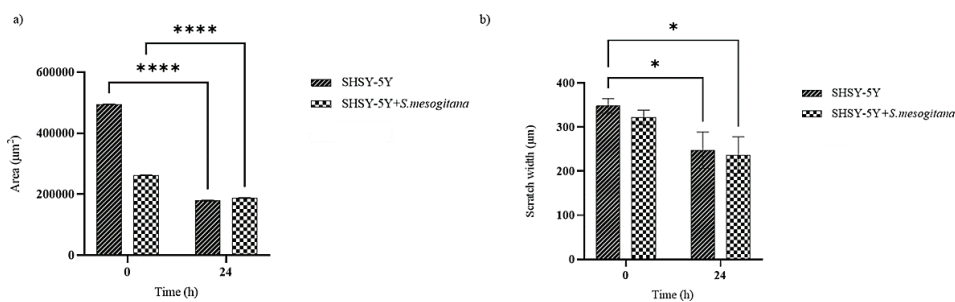 a)
****
****
600000
400000
200000
0
Area (µm²)
0
24
Time (h)
SHSY-5Y
SHSY-5Y+S.mesogitana
b)
*
*
400
300
200
100
0
Scratch width (µm)
0
24
Time (h)
SHSY-5Y
SHSY-5Y+S.mesogitana